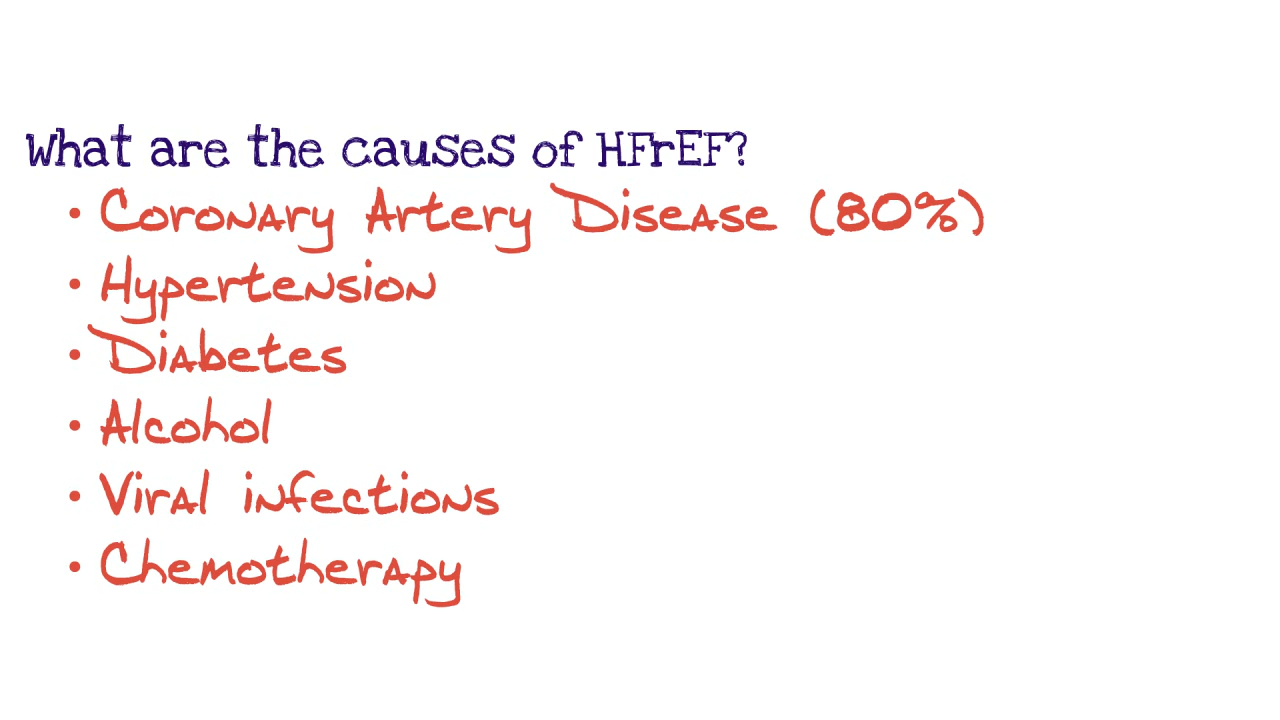 What are the causes of HFrEF?
• Coronary Artery Disease (80%)
• Hypertension
• Diabetes
• Alcohol
• Viral infections
• Chemotherapy